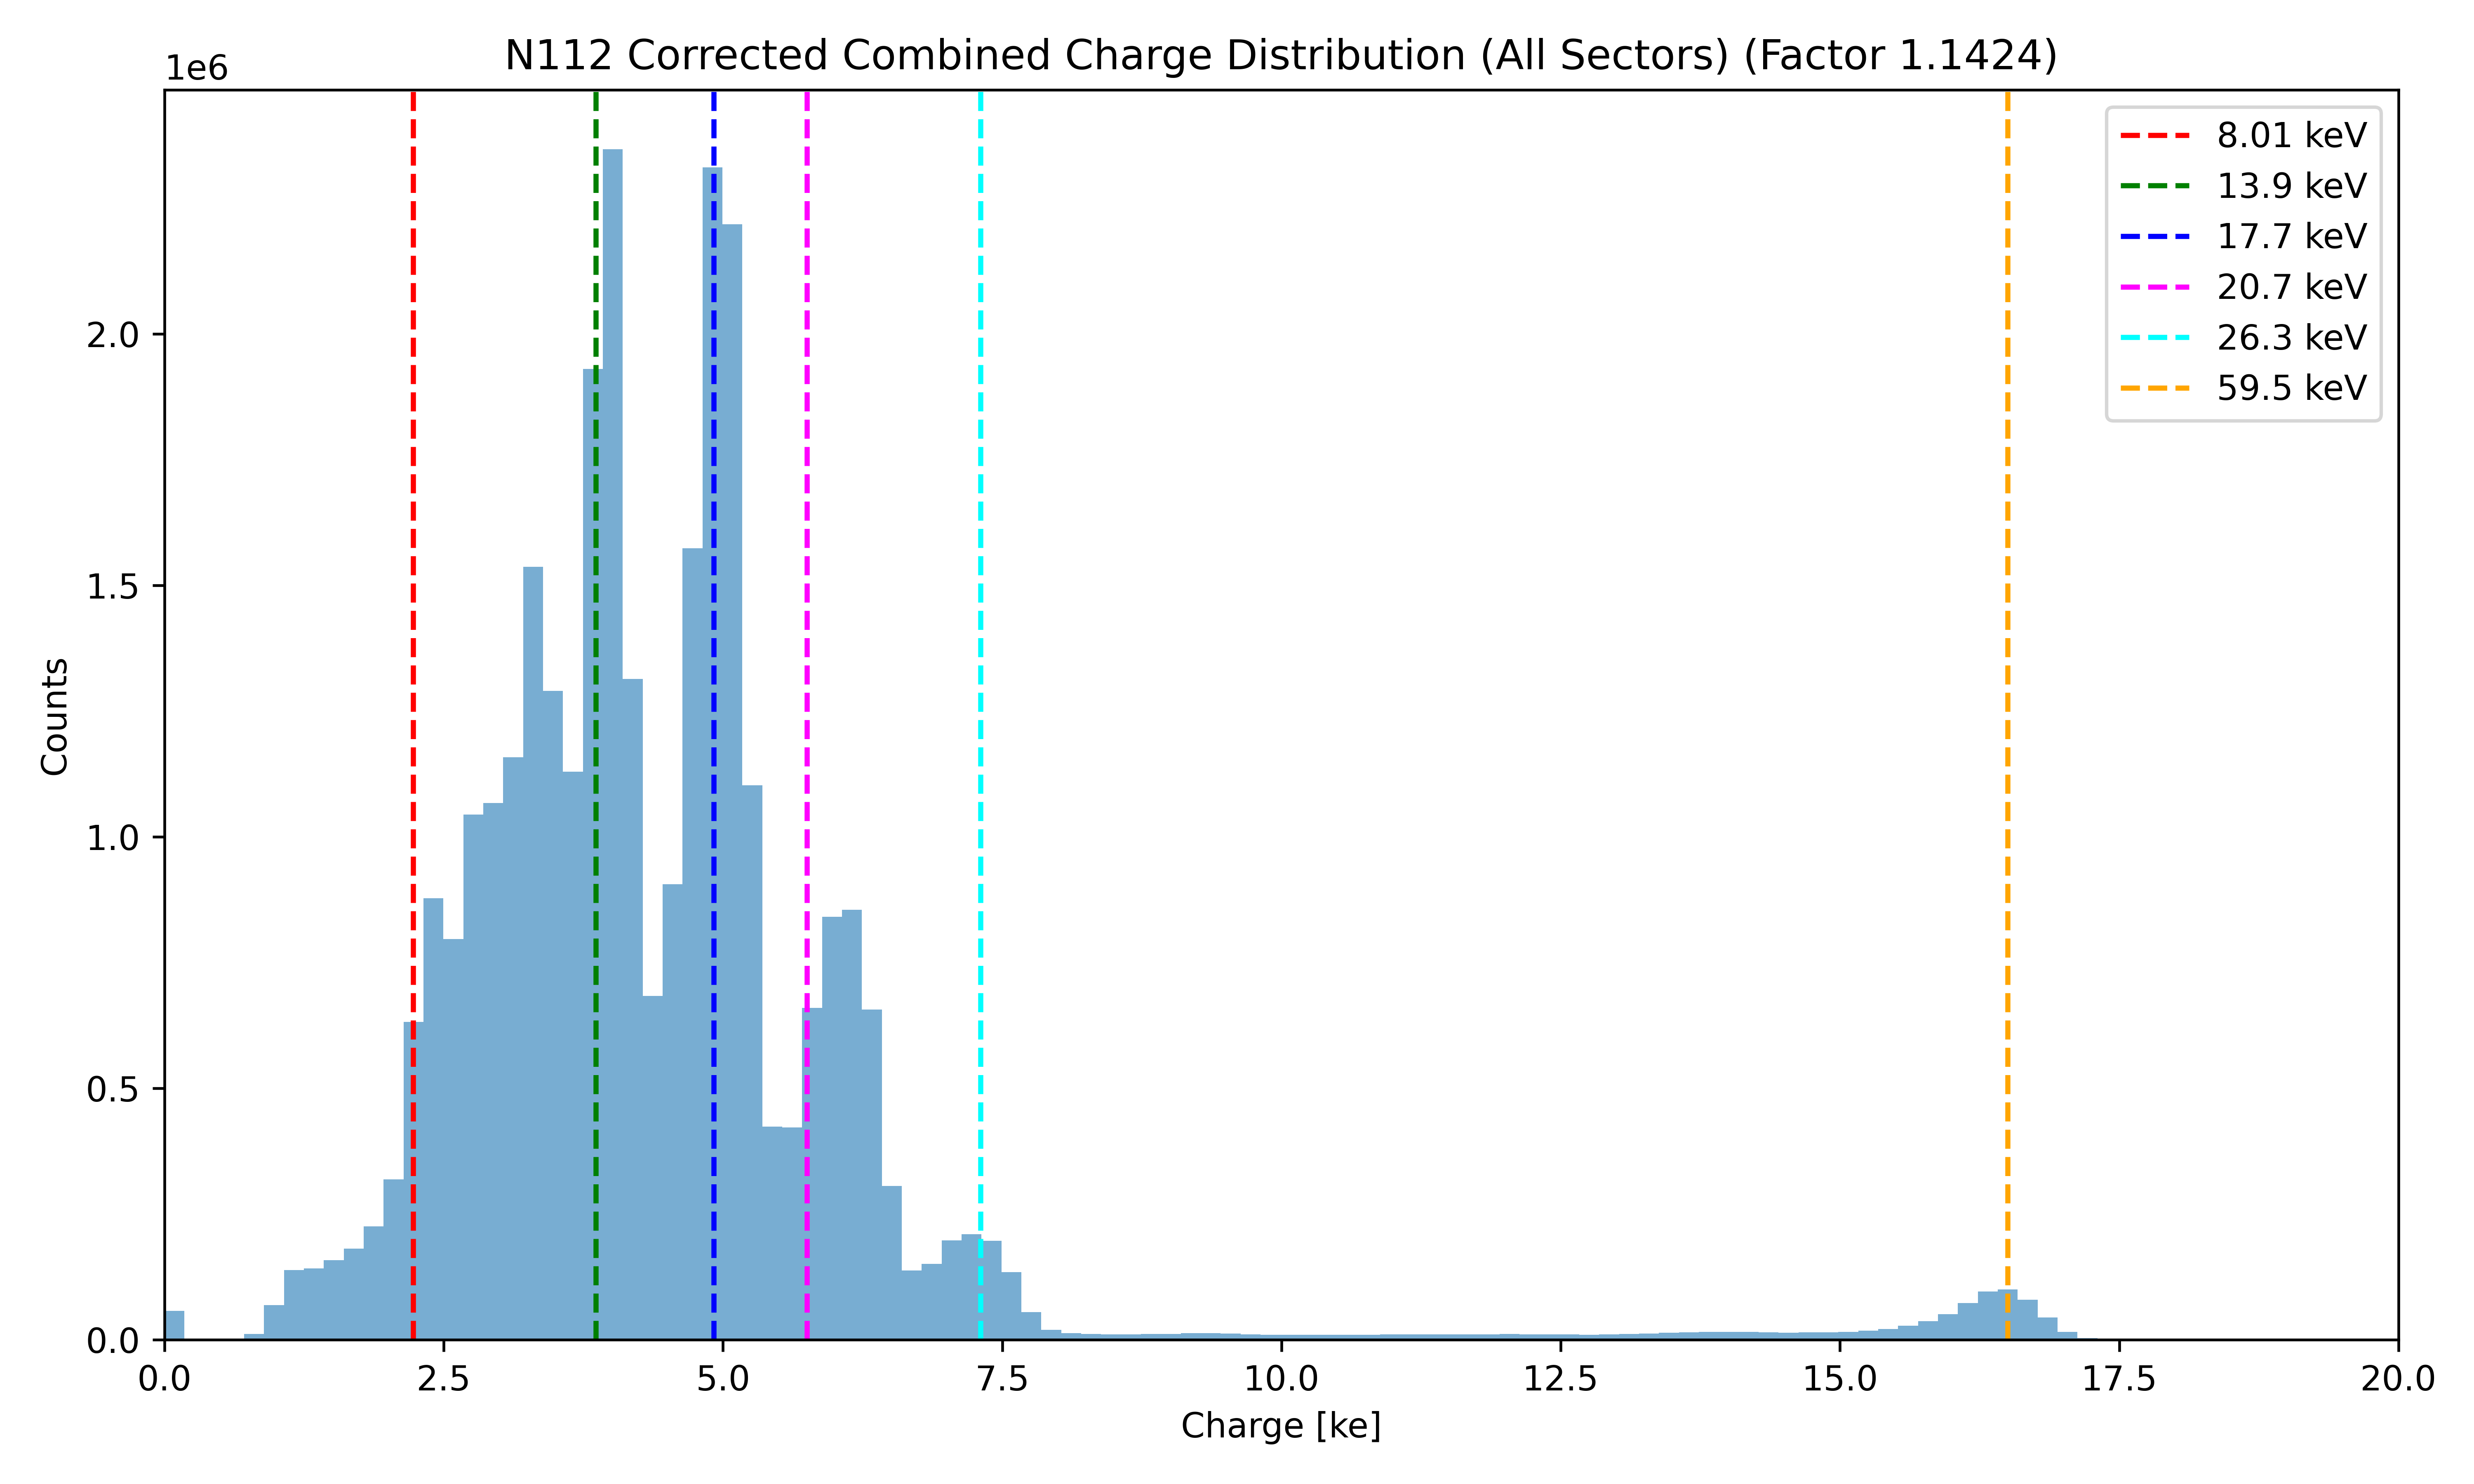 N112 Corrected Combined Charge Distribution (All Sectors) (Factor 1.1424)
1e6
8.01 keV
13.9 keV
17.7 keV
20.7 keV
26.3 keV
59.5 keV
2.0
1.5
1.0
0.5
0.0
Counts
0.0 2.5 5.0 7.5 10.0 12.5 15.0 17.5 20.0
Charge [ke]